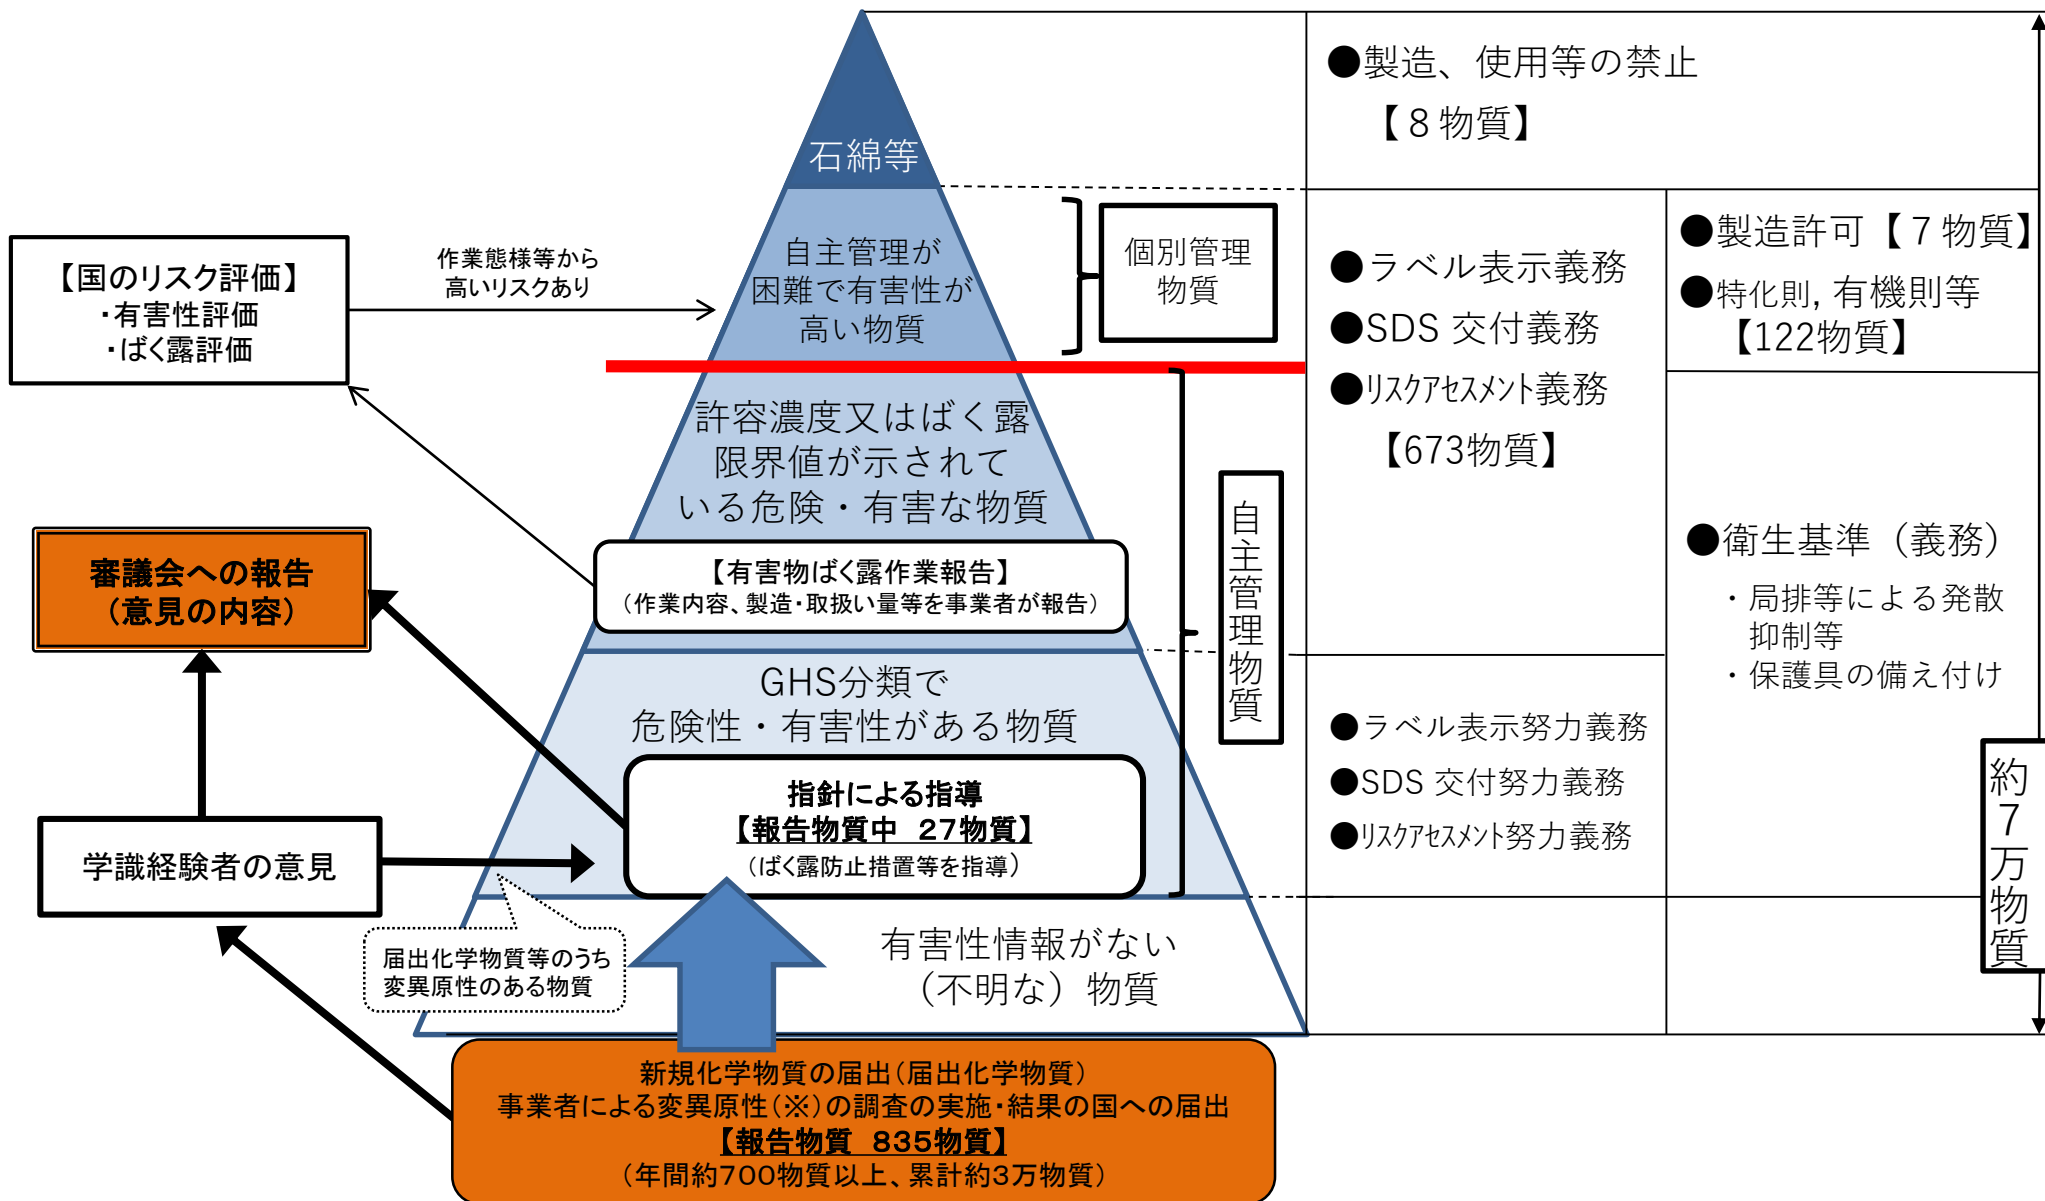 石綿等
●製造、使用等の禁止
【８物質】
【国のリスク評価】
・有害性評価
・ばく露評価
作業態様等から
高いリスクあり
自主管理が
困難で有害性が
高い物質
個別管理
物質
●ラベル表示義務
●SDS 交付義務
●ﾘｽｸｱｾｽﾒﾝﾄ義務
【673物質】
●製造許可【７物質】
●特化則, 有機則等
【122物質】
許容濃度又はばく露
限界値が示されて
いる危険・有害な物質
【有害物ばく露作業報告】
（作業内容、製造・取扱い量等を事業者が報告）
自主管理物質
●衛生基準（義務）
・局排等による発散
抑制等
・保護具の備え付け
審議会への報告
（意見の内容）
GHS分類で
危険性・有害性がある物質
指針による指導
【報告物質中　27物質】
（ばく露防止措置等を指導）
●ラベル表示努力義務
●SDS 交付努力義務
●ﾘｽｸｱｾｽﾒﾝﾄ努力義務
約７万物質
学識経験者の意見
届出化学物質等のうち
変異原性のある物質
有害性情報がない
（不明な）物質
新規化学物質の届出（届出化学物質）
事業者による変異原性（※）の調査の実施・結果の国への届出
【報告物質　835物質】
（年間約700物質以上、累計約3万物質）